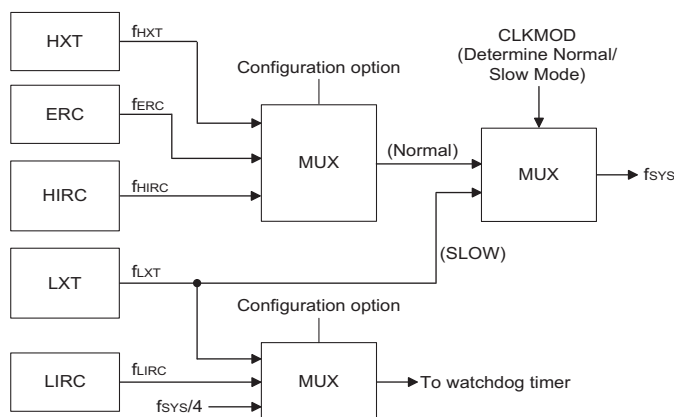 HXT
fHXT
ERC
fERC
HIRC
fHIRC
LXT
fLXT
LIRC
fLIRC
fSYS/4
Configuration option
MUX
(Normal)
(SLOW)
CLKMOD
(Determine Normal/
Slow Mode)
MUX
fSYS
Configuration option
MUX
To watchdog timer